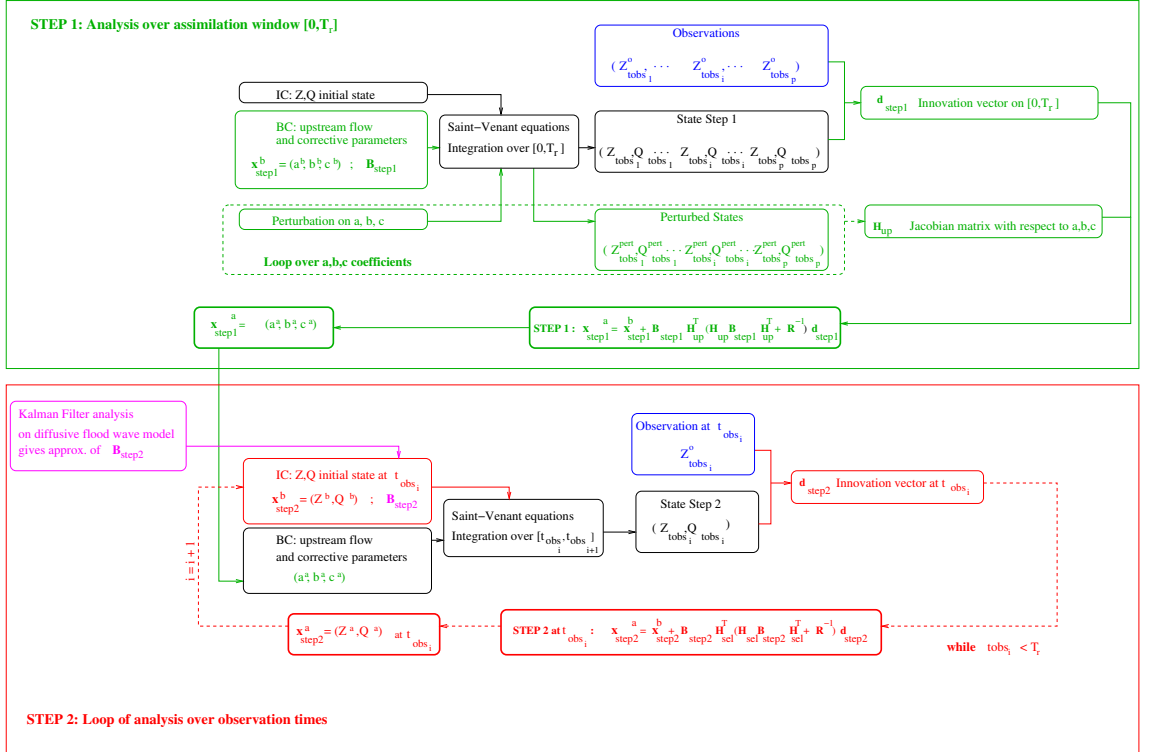 STEP 1: Analysis over assimilation window [0,T_r]
Observations
( Z^o_tobs_1, ··· Z^o_tobs_i, ··· Z^o_tobs_p )
IC: Z,Q initial state
d_step1 Innovation vector on [0,T_r ]
BC: upstream flow
and corrective parameters
x^b_step1 = (a^b, b^b, c^b) ; B_step1
Saint−Venant equations
Integration over [0,T_r ]
State Step 1
( Z_tobs_1,Q_tobs_1 ··· Z_tobs_i,Q_tobs_i ··· Z_tobs_p,Q_tobs_p )
Perturbation on a, b, c
Loop over a,b,c coefficients
Perturbed States
( Z^pert_tobs_1,Q^pert_tobs_1 ··· Z^pert_tobs_i,Q^pert_tobs_i ··· Z^pert_tobs_p,Q^pert_tobs_p )
H_up Jacobian matrix with respect to a,b,c
x^a_step1 = (a^a, b^a, c^a)
STEP 1 : x^a_step1 = x^b_step1 + B_step1 H^T_up (H_up B_step1 H^T_up + R^−1) d_step1
Kalman Filter analysis
on diffusive flood wave model
gives approx. of B_step2
Observation at t_obs_i
Z^o_tobs_i
IC: Z,Q initial state at t_obs_i
x^b_step2 = (Z^b, Q^b) ; B_step2
d_step2 Innovation vector at t_obs_i
State Step 2
( Z_tobs_i,Q_tobs_i )
Saint−Venant equations
Integration over [t_obs_i, t_obs_i+1]
BC: upstream flow
and corrective parameters
(a^a, b^a, c^a)
i = i + 1
x^a_step2 = (Z^a, Q^a) at t_obs_i
STEP 2 at t_obs_i : x^a_step2 = x^b_step2 + B_step2 H^T_sel (H_sel B_step2 H^T_sel + R^−1) d_step2
while tobs_i < T_r
STEP 2: Loop of analysis over observation times